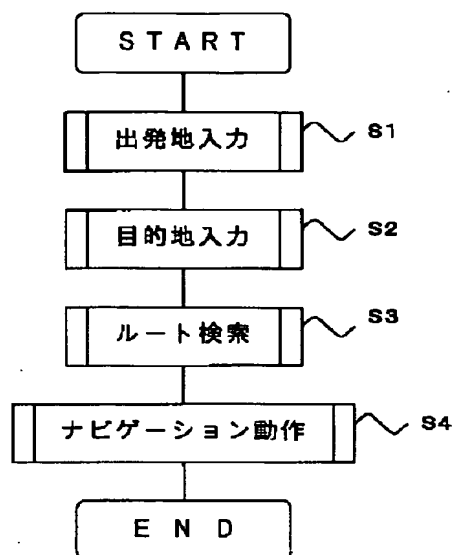 START
出発地入力 S1
目的地入力 S2
ルート検索 S3
ナビゲーション動作 S4
END